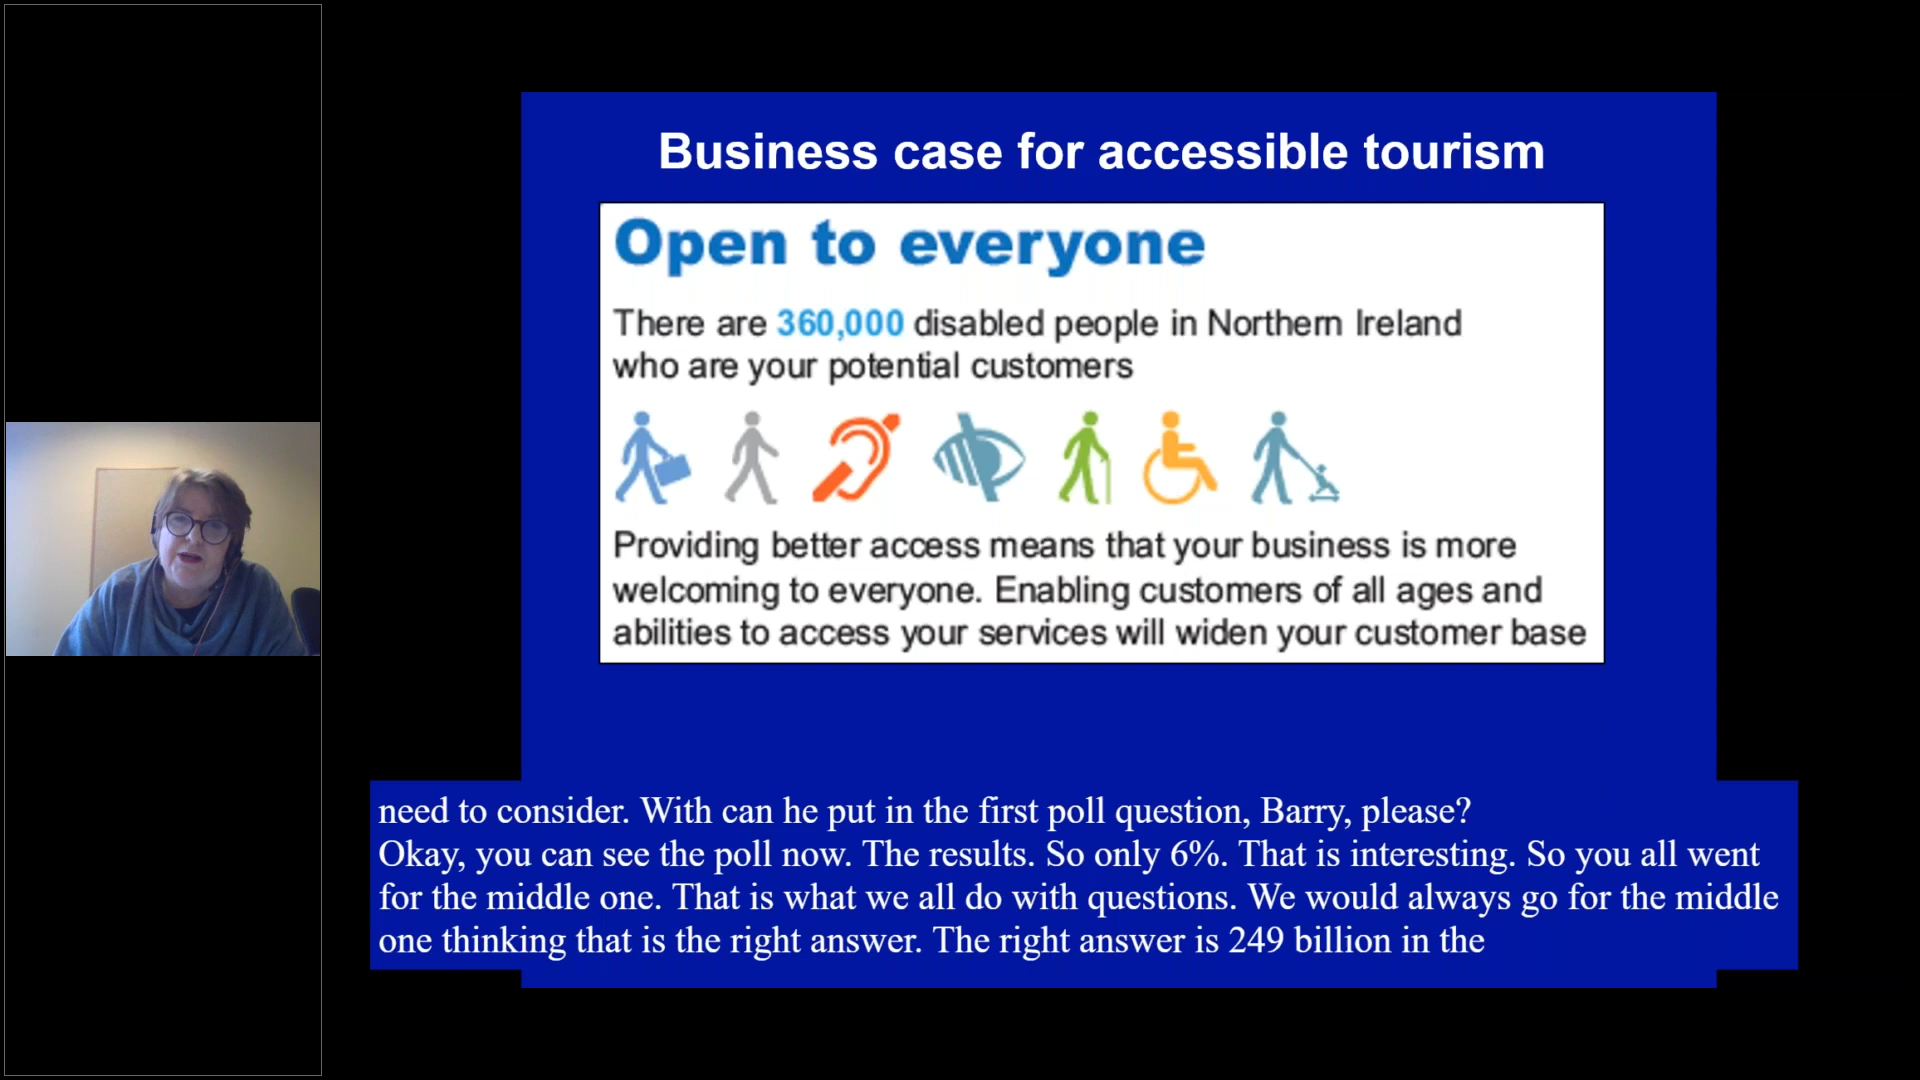 Business case for accessible tourism
Open to everyone
There are 360,000 disabled people in Northern Ireland
who are your potential customers
Providing better access means that your business is more
welcoming to everyone. Enabling customers of all ages and
abilities to access your services will widen your customer base
need to consider. With can he put in the first poll question, Barry, please?
Okay, you can see the poll now. The results. So only 6%. That is interesting. So you all went
for the middle one. That is what we all do with questions. We would always go for the middle
one thinking that is the right answer. The right answer is 249 billion in the